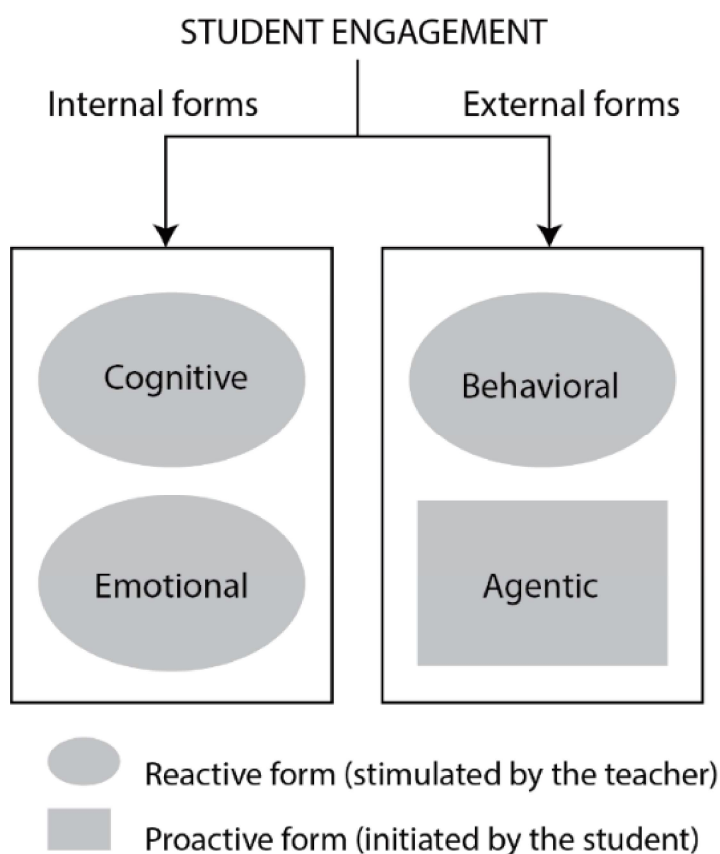 STUDENT ENGAGEMENT
Internal forms
External forms
Cognitive
Behavioral
Emotional
Agentic
Reactive form (stimulated by the teacher)
Proactive form (initiated by the student)